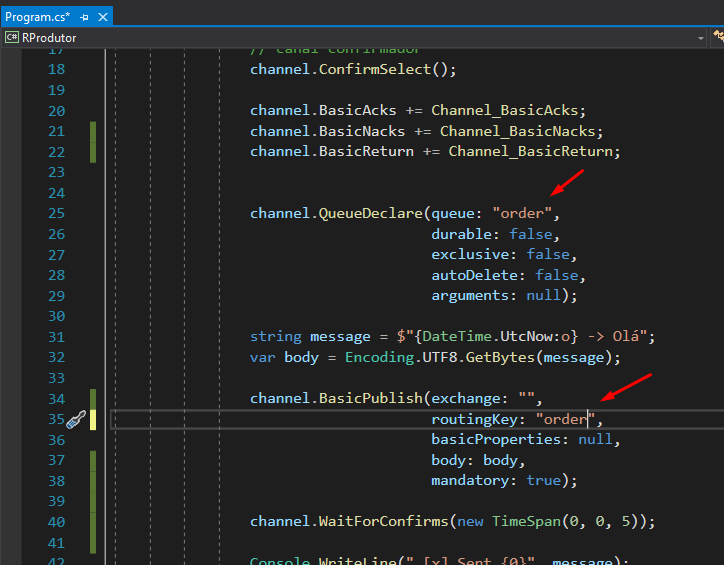 Program.cs*
C# RProdutor
17 // canal confirmador
18 channel.ConfirmSelect();
19
20 channel.BasicAcks += Channel_BasicAcks;
21 channel.BasicNacks += Channel_BasicNacks;
22 channel.BasicReturn += Channel_BasicReturn;
23
24
25 channel.QueueDeclare(queue: "order",
26 durable: false,
27 exclusive: false,
28 autoDelete: false,
29 arguments: null);
30
31 string message = $"{DateTime.UtcNow:o} -> Olá";
32 var body = Encoding.UTF8.GetBytes(message);
33
34 channel.BasicPublish(exchange: "",
35 routingKey: "order",
36 basicProperties: null,
37 body: body,
38 mandatory: true);
39
40 channel.WaitForConfirms(new TimeSpan(0, 0, 5));
41
42 Console.WriteLine(" [x] Sent {0}", message);